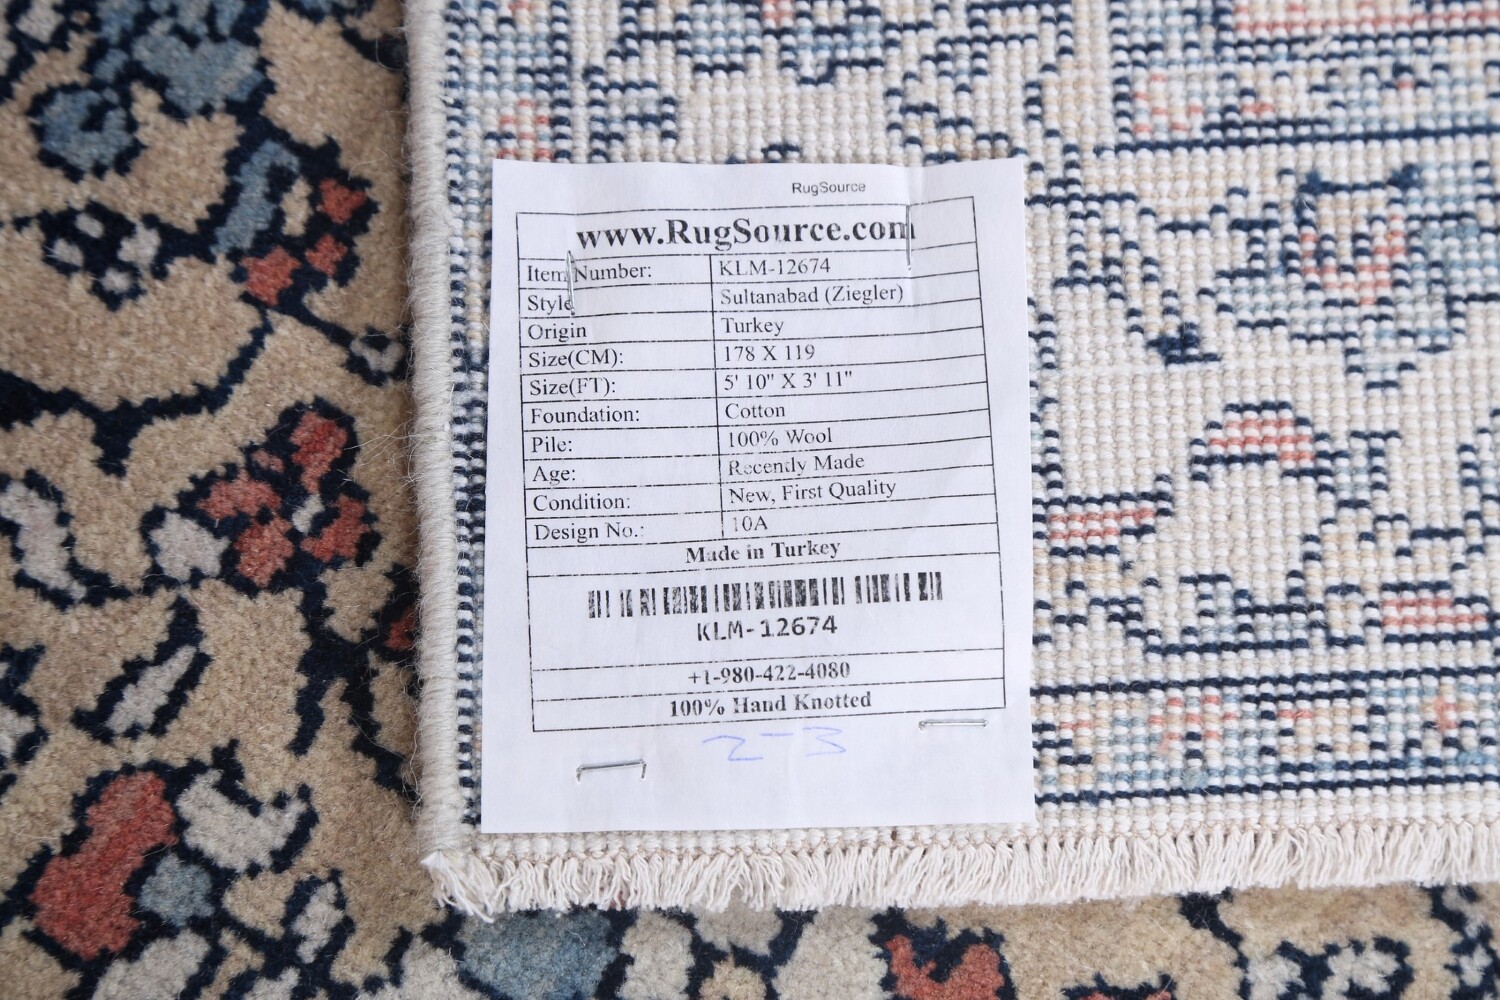 RugSource
www.RugSource.com
Item Number: KLM-12674
Style Sultanabad (Ziegler)
Origin Turkey
Size(CM): 178 X 119
Size(FT): 5' 10" X 3' 11"
Foundation: Cotton
Pile: 100% Wool
Age: Recently Made
Condition: New, First Quality
Design No.: 10A
Made in Turkey
KLM-12674
+1-980-422-4080
100% Hand Knotted
2-3